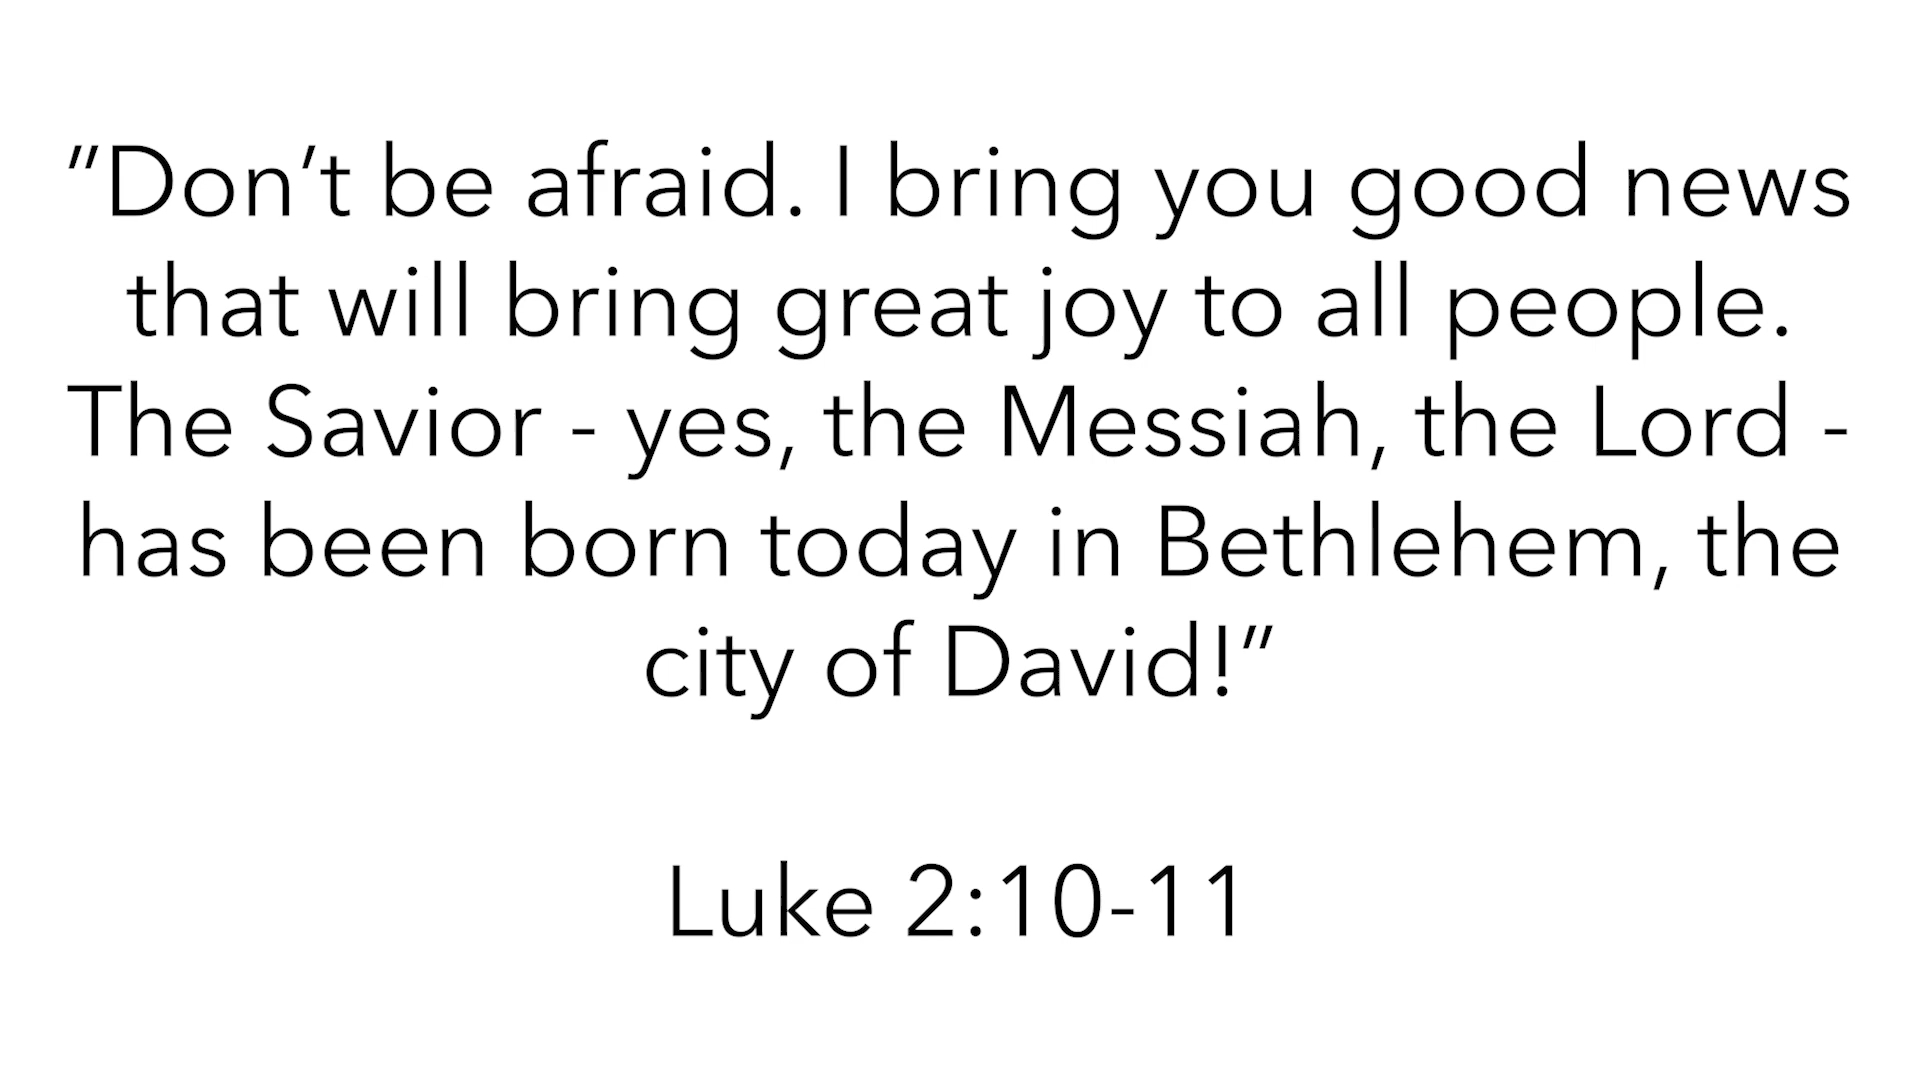 “Don’t be afraid. I bring you good news
that will bring great joy to all people.
The Savior - yes, the Messiah, the Lord -
has been born today in Bethlehem, the
city of David!”
Luke 2:10-11